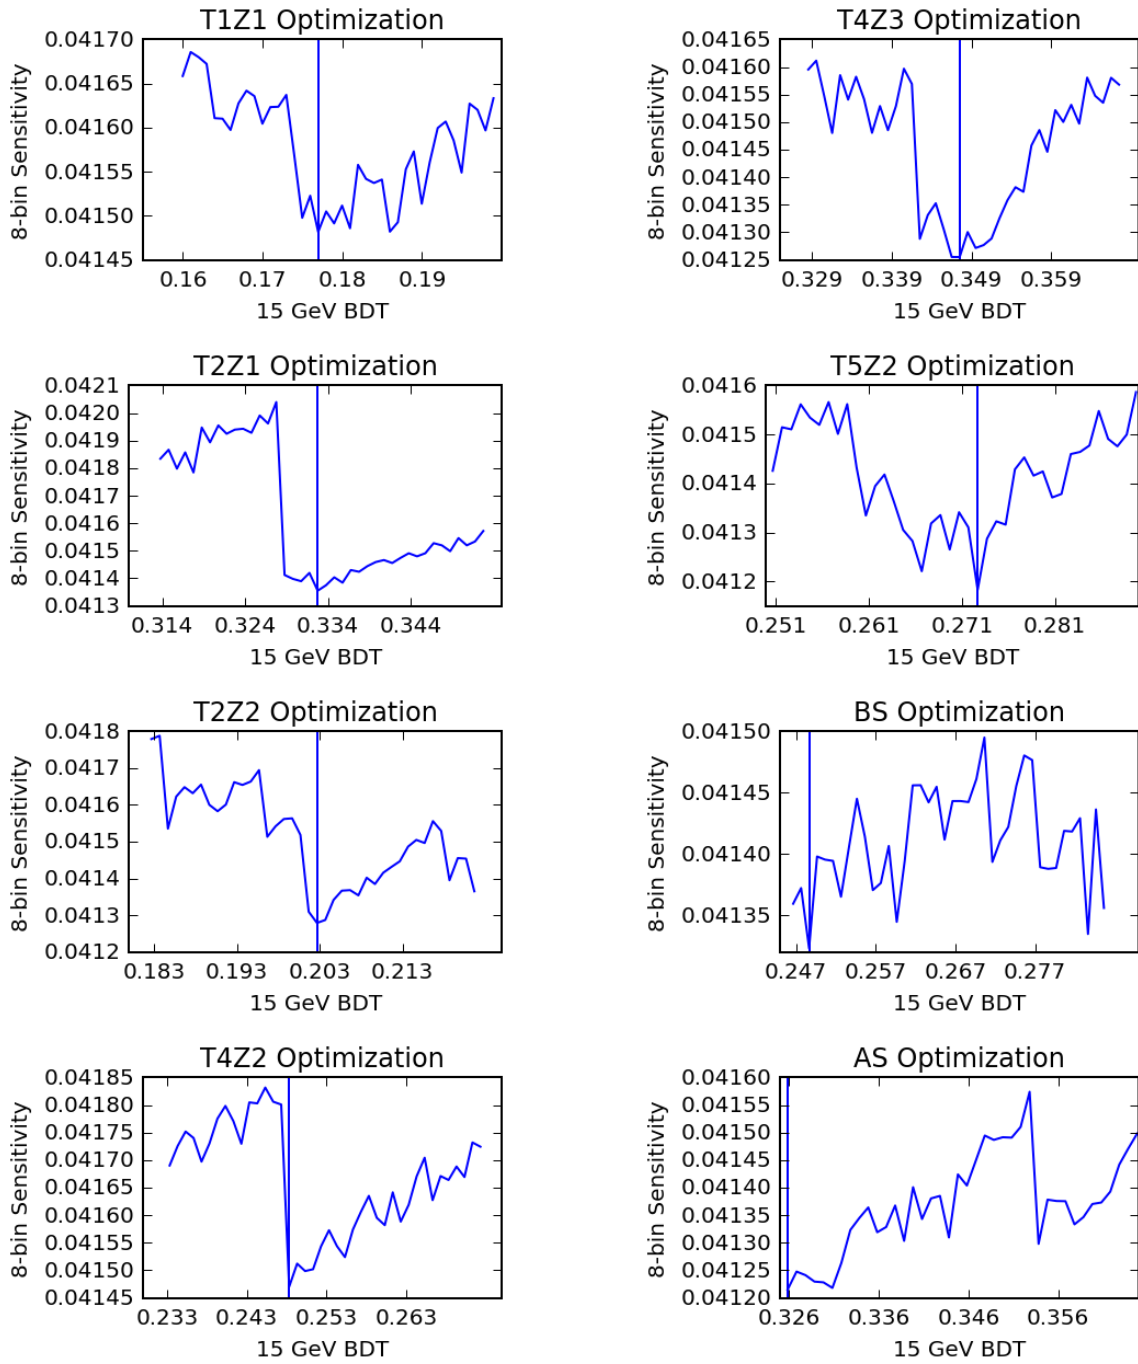 T1Z1 Optimization
8-bin Sensitivity
0.04170
0.04165
0.04160
0.04155
0.04150
0.04145
0.16 0.17 0.18 0.19
15 GeV BDT
T4Z3 Optimization
8-bin Sensitivity
0.04165
0.04160
0.04155
0.04150
0.04145
0.04140
0.04135
0.04130
0.04125
0.329 0.339 0.349 0.359
15 GeV BDT
T2Z1 Optimization
8-bin Sensitivity
0.0421
0.0420
0.0419
0.0418
0.0417
0.0416
0.0415
0.0414
0.0413
0.314 0.324 0.334 0.344
15 GeV BDT
T5Z2 Optimization
8-bin Sensitivity
0.0416
0.0415
0.0414
0.0413
0.0412
0.251 0.261 0.271 0.281
15 GeV BDT
T2Z2 Optimization
8-bin Sensitivity
0.0418
0.0417
0.0416
0.0415
0.0414
0.0413
0.0412
0.183 0.193 0.203 0.213
15 GeV BDT
BS Optimization
8-bin Sensitivity
0.04150
0.04145
0.04140
0.04135
0.247 0.257 0.267 0.277
15 GeV BDT
T4Z2 Optimization
8-bin Sensitivity
0.04185
0.04180
0.04175
0.04170
0.04165
0.04160
0.04155
0.04150
0.04145
0.233 0.243 0.253 0.263
15 GeV BDT
AS Optimization
8-bin Sensitivity
0.04160
0.04155
0.04150
0.04145
0.04140
0.04135
0.04130
0.04125
0.04120
0.326 0.336 0.346 0.356
15 GeV BDT